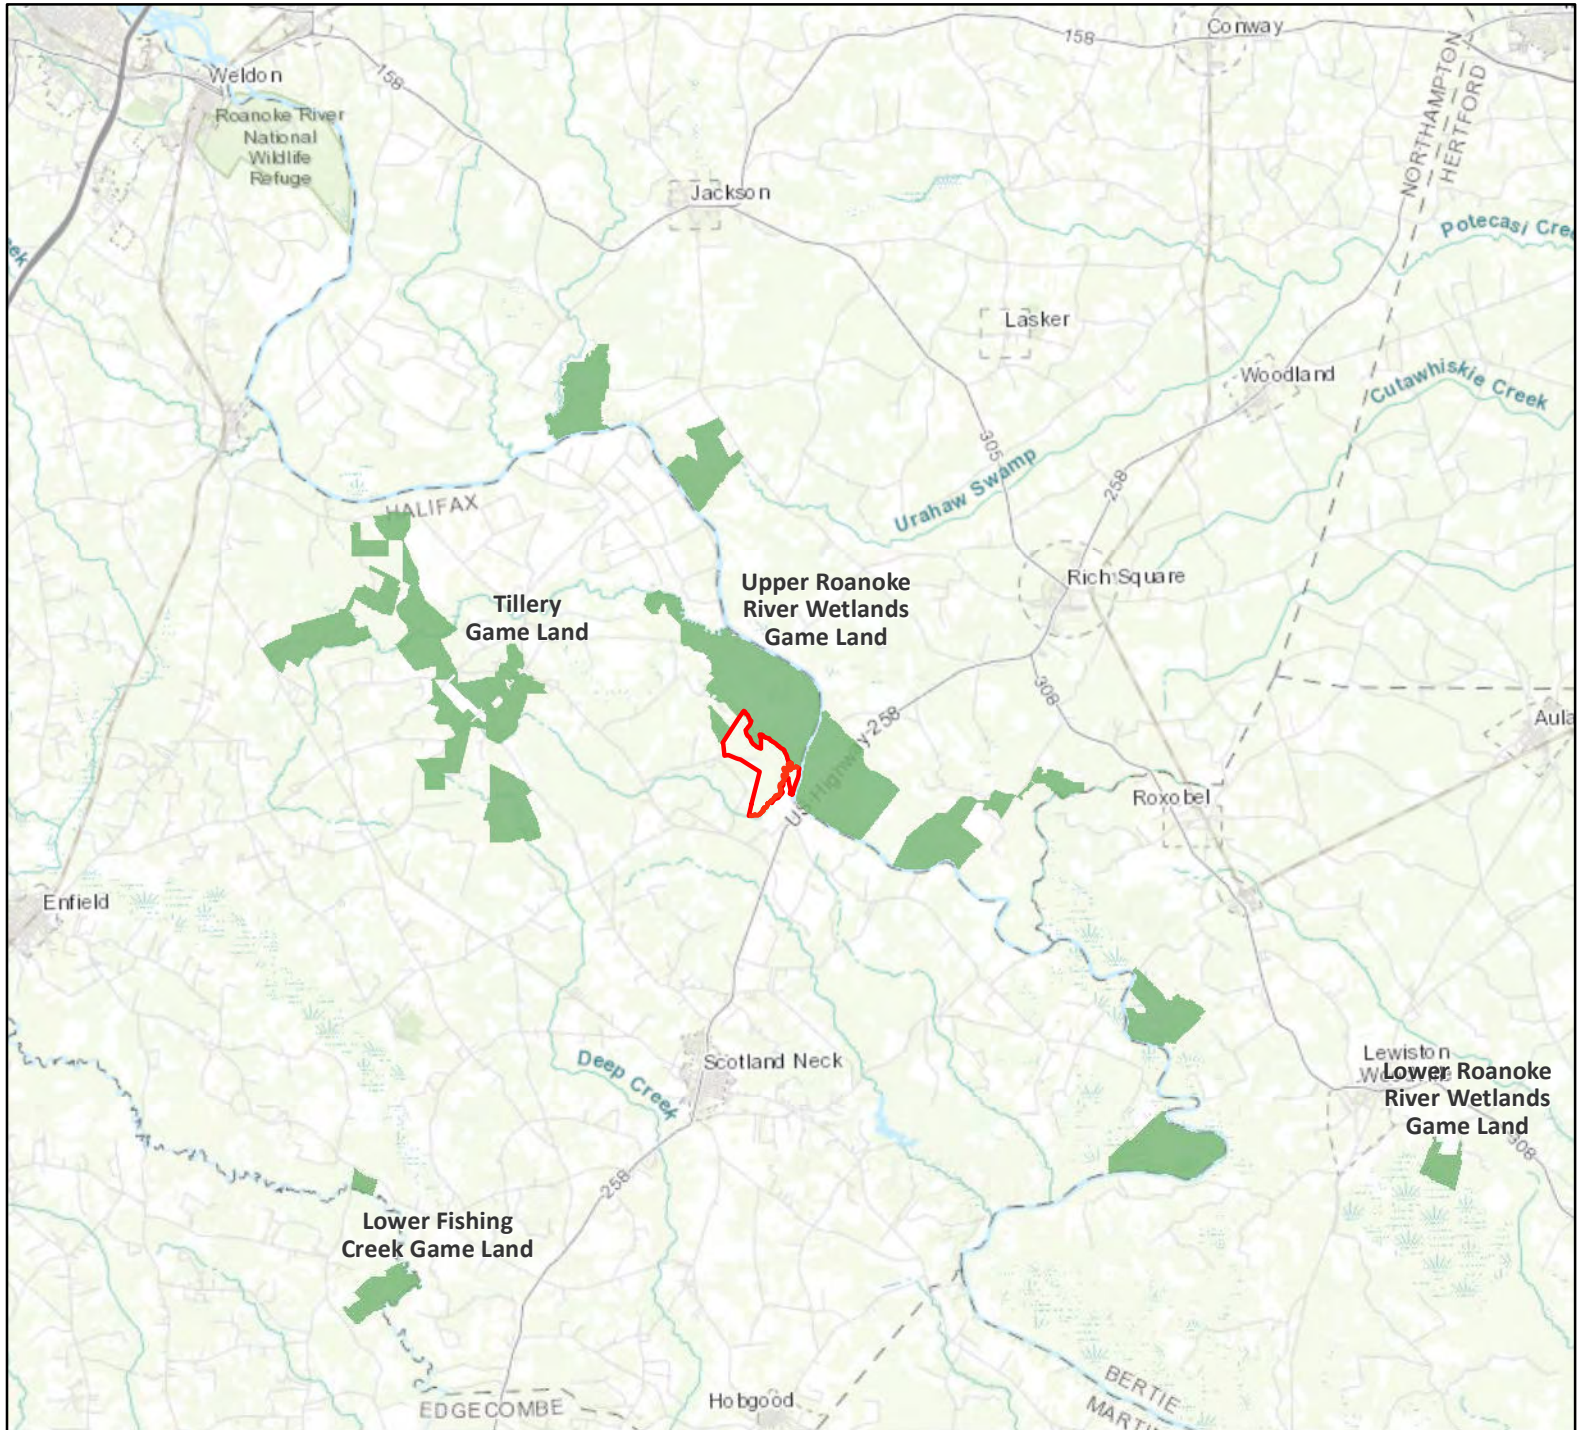 Conway
158
Weldon
158
Roanoke River
National
Wildlife
Refuge
NORTHAMPTON
HERTFORD
Jackson
Potecasi Cree
eek
Lasker
Woodland
Cutawhiskie Creek
305
Urahaw Swamp
258
HALIFAX
Rich Square
Upper Roanoke
River Wetlands
Game Land
Tillery
Game Land
308
US Highway 258
Aula
Roxobel
Enfield
Scotland Neck
Deep Creek
Lewiston
Lower Roanoke
River Wetlands
Game Land
308
258
Lower Fishing
Creek Game Land
BERTIE
MARTI
EDGECOMBE
Hobgood